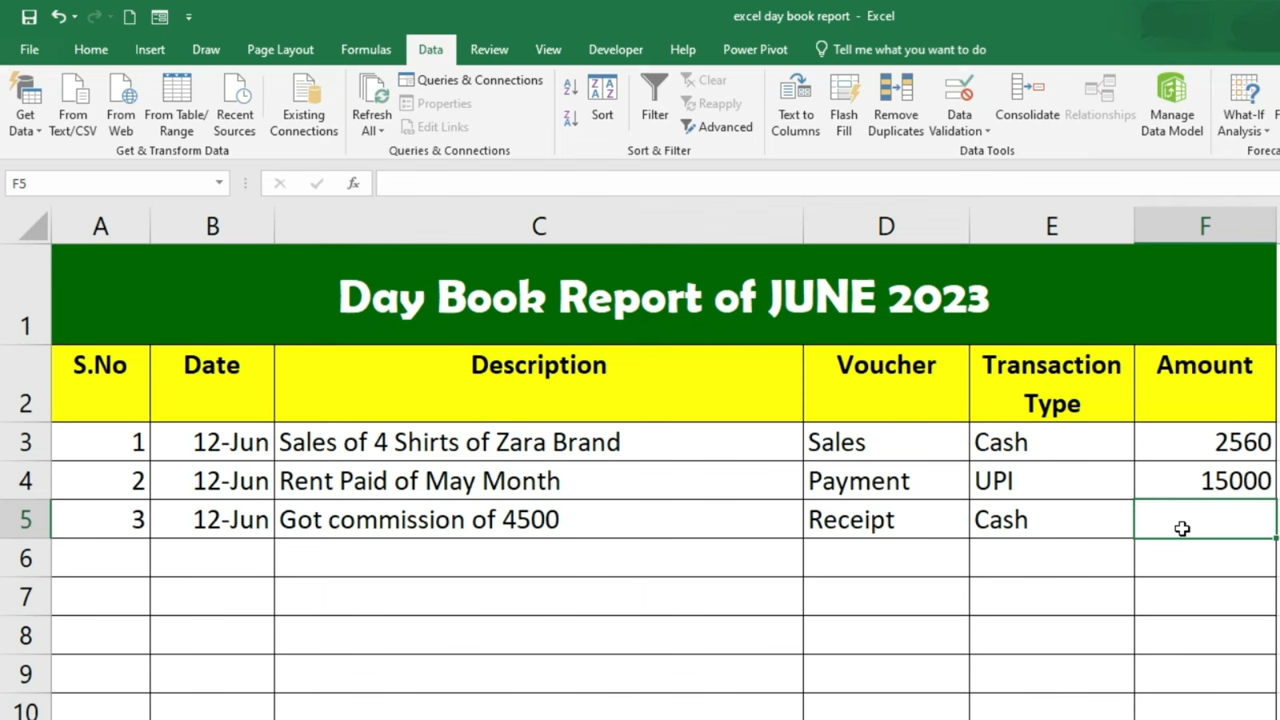 excel day book report - Excel
File Home Insert Draw Page Layout Formulas Data Review View Developer Help Power Pivot Tell me what you want to do
Get Data
From Text/CSV
From Web
From Table/ Range
Recent Sources
Existing Connections
Get & Transform Data
Refresh All
Queries & Connections
Properties
Edit Links
Queries & Connections
Sort
Filter
Clear
Reapply
Advanced
Sort & Filter
Text to Columns
Flash Fill
Remove Duplicates
Data Validation
Consolidate
Relationships
Manage Data Model
Data Tools
What-If Analysis
F5
fx
A B C D E F
1 Day Book Report of JUNE 2023
2 S.No Date Description Voucher Transaction Type Amount
3 1 12-Jun Sales of 4 Shirts of Zara Brand Sales Cash 2560
4 2 12-Jun Rent Paid of May Month Payment UPI 15000
5 3 12-Jun Got commission of 4500 Receipt Cash
6
7
8
9
10